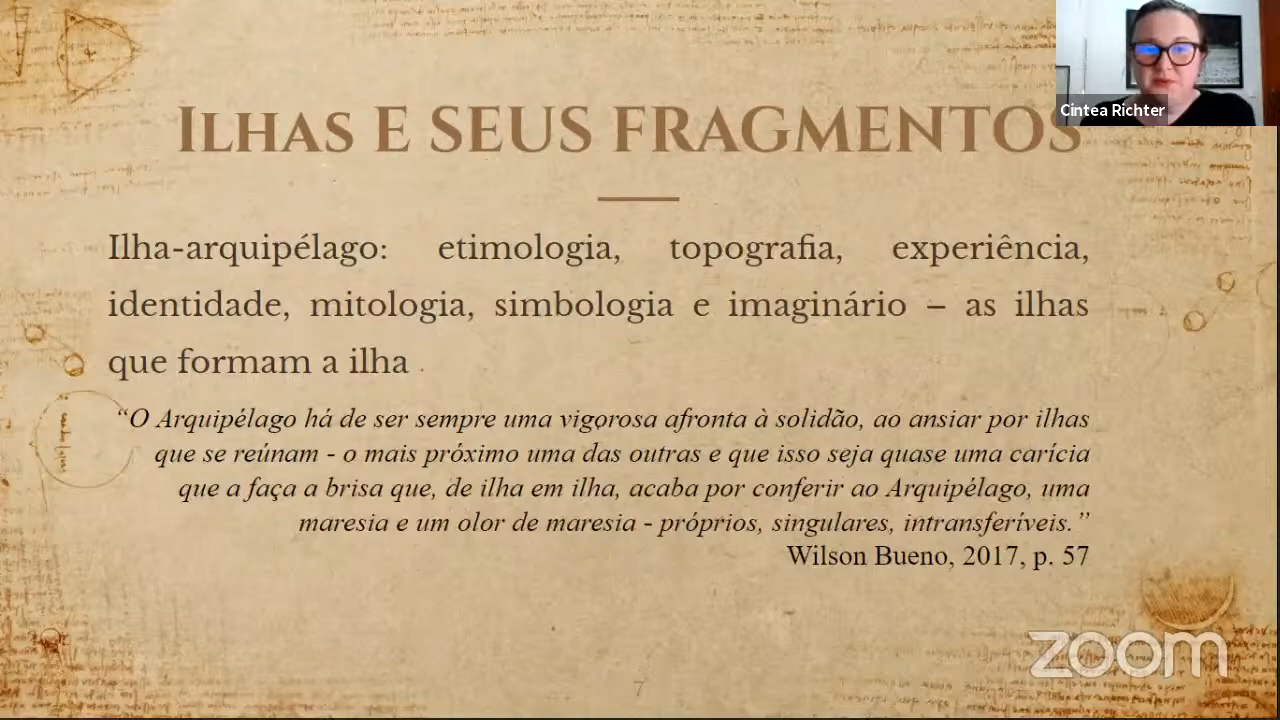 Cintea Richter
ILHAS E SEUS FRAGMENTOS
Ilha-arquipélago: etimologia, topografia, experiência,
identidade, mitologia, simbologia e imaginário – as ilhas
que formam a ilha .
“O Arquipélago há de ser sempre uma vigorosa afronta à solidão, ao ansiar por ilhas
que se reúnam - o mais próximo uma das outras e que isso seja quase uma carícia
que a faça a brisa que, de ilha em ilha, acaba por conferir ao Arquipélago, uma
maresia e um olor de maresia - próprios, singulares, intransferíveis.”
Wilson Bueno, 2017, p. 57
zoom
7